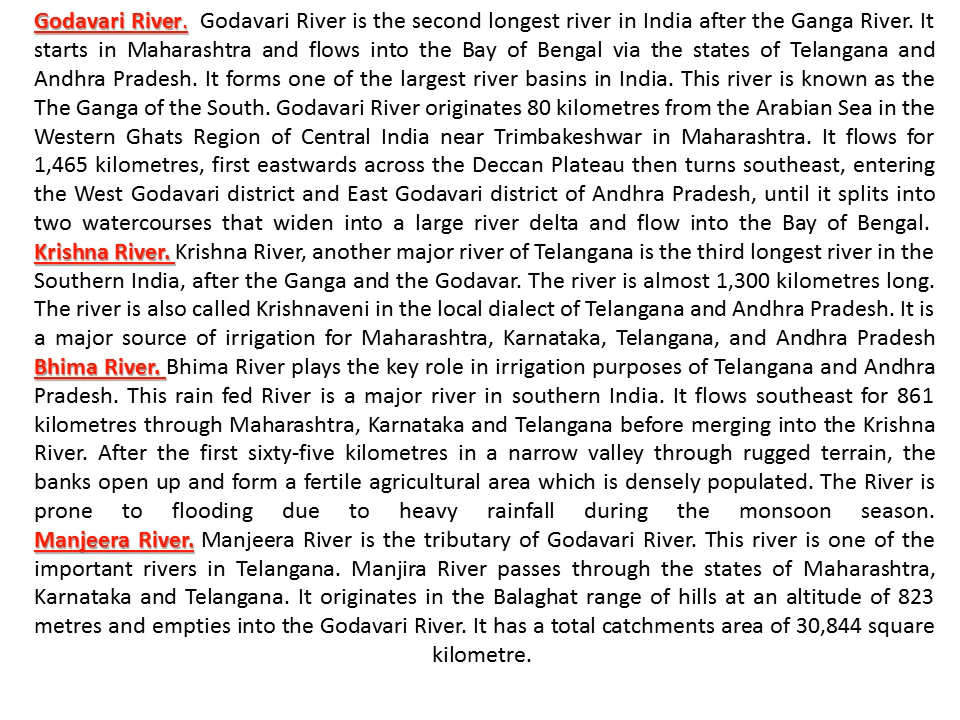 Godavari River.  Godavari River is the second longest river in India after the Ganga River. It
starts in Maharashtra and flows into the Bay of Bengal via the states of Telangana and
Andhra Pradesh. It forms one of the largest river basins in India. This river is known as the
The Ganga of the South. Godavari River originates 80 kilometres from the Arabian Sea in the
Western Ghats Region of Central India near Trimbakeshwar in Maharashtra. It flows for
1,465 kilometres, first eastwards across the Deccan Plateau then turns southeast, entering
the West Godavari district and East Godavari district of Andhra Pradesh, until it splits into
two watercourses that widen into a large river delta and flow into the Bay of Bengal.
Krishna River. Krishna River, another major river of Telangana is the third longest river in the
Southern India, after the Ganga and the Godavar. The river is almost 1,300 kilometres long.
The river is also called Krishnaveni in the local dialect of Telangana and Andhra Pradesh. It is
a major source of irrigation for Maharashtra, Karnataka, Telangana, and Andhra Pradesh
Bhima River. Bhima River plays the key role in irrigation purposes of Telangana and Andhra
Pradesh. This rain fed River is a major river in southern India. It flows southeast for 861
kilometres through Maharashtra, Karnataka and Telangana before merging into the Krishna
River. After the first sixty-five kilometres in a narrow valley through rugged terrain, the
banks open up and form a fertile agricultural area which is densely populated. The River is
prone to flooding due to heavy rainfall during the monsoon season.
Manjeera River. Manjeera River is the tributary of Godavari River. This river is one of the
important rivers in Telangana. Manjira River passes through the states of Maharashtra,
Karnataka and Telangana. It originates in the Balaghat range of hills at an altitude of 823
metres and empties into the Godavari River. It has a total catchments area of 30,844 square
kilometre.